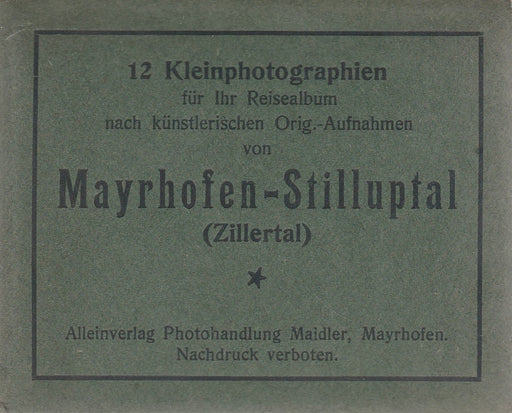 12 Kleinphotographien
für Ihr Reisealbum
nach künstlerischen Orig.-Aufnahmen
von
Mayrhofen-Stilluptal
(Zillertal)
Alleinverlag Photohandlung Maidler, Mayrhofen.
Nachdruck verboten.